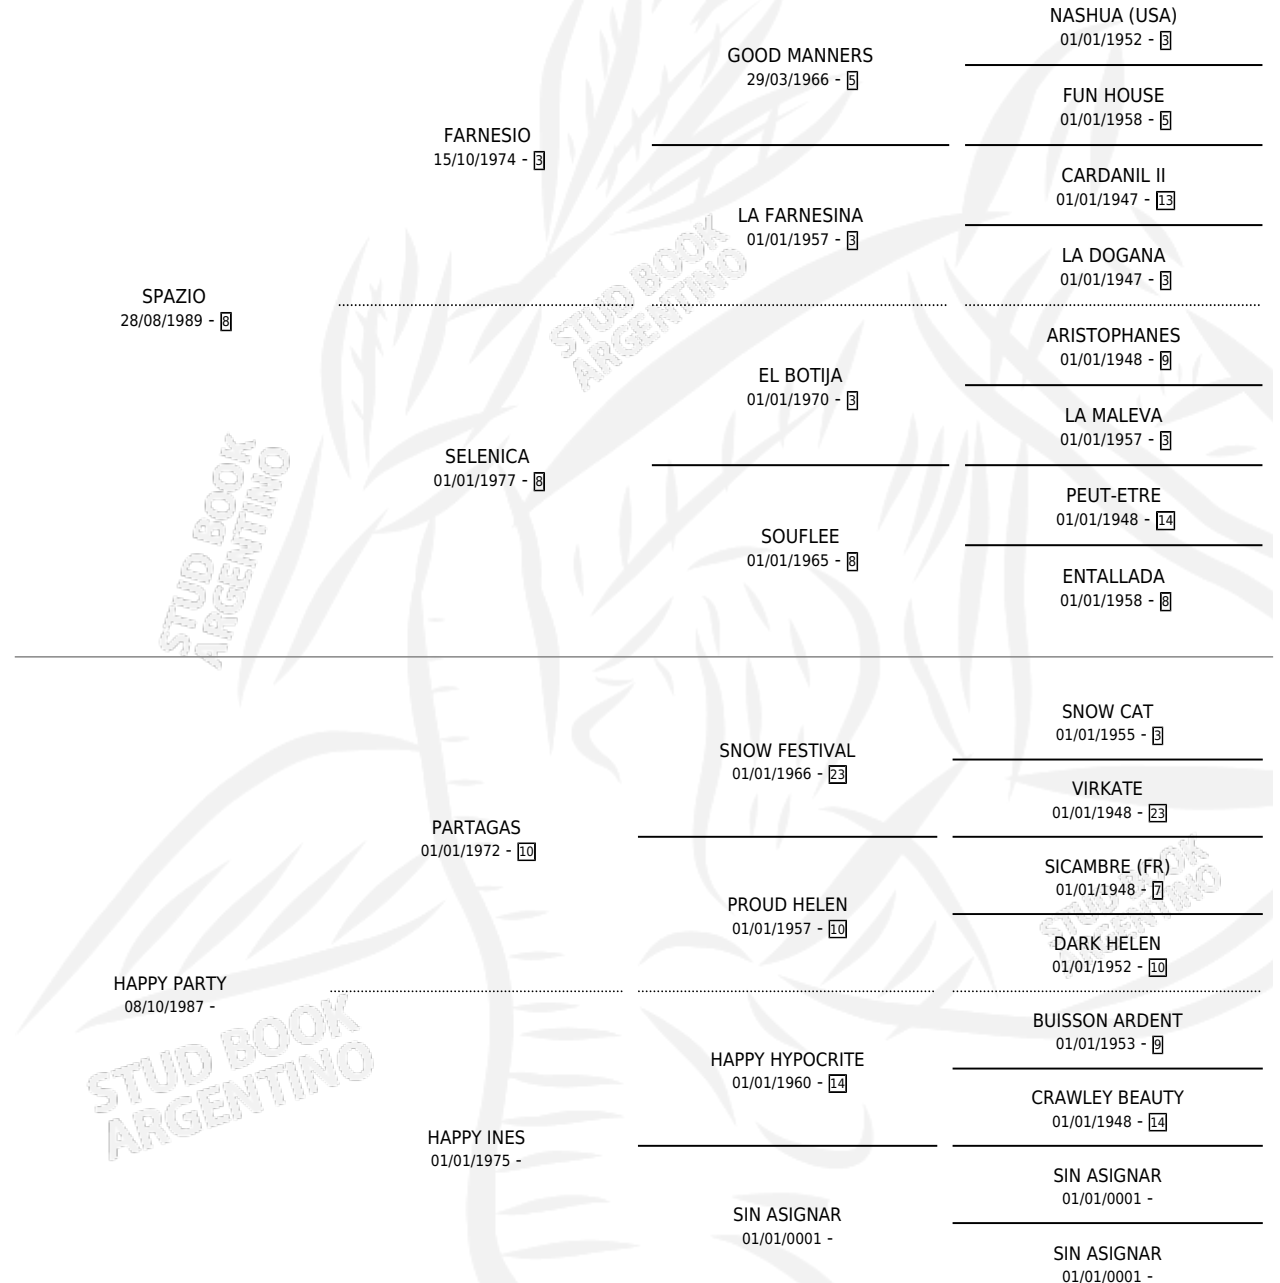 NASHUA (USA)
01/01/1952 - 3
GOOD MANNERS
29/03/1966 - 5
FUN HOUSE
01/01/1958 - 5
FARNESIO
15/10/1974 - 3
CARDANIL II
01/01/1947 - 13
LA FARNESINA
01/01/1957 - 3
LA DOGANA
01/01/1947 - 3
SPAZIO
28/08/1989 - 8
STUD BOOK
ARGENTINO
ARISTOPHANES
01/01/1948 - 9
EL BOTIJA
01/01/1970 - 3
LA MALEVA
01/01/1957 - 3
SELENICA
01/01/1977 - 8
PEUT-ETRE
01/01/1948 - 14
SOUFLEE
01/01/1965 - 8
ENTALLADA
01/01/1958 - 8
STUD BOOK
ARGENTINO
SNOW CAT
01/01/1955 - 3
SNOW FESTIVAL
01/01/1966 - 23
VIRKATE
01/01/1948 - 23
PARTAGAS
01/01/1972 - 10
SICAMBRE (FR)
01/01/1948 - 7
STUD BOOK
ARGENTINO
PROUD HELEN
01/01/1957 - 10
DARK HELEN
01/01/1952 - 10
HAPPY PARTY
08/10/1987 -
BUISSON ARDENT
01/01/1953 - 9
HAPPY HYPOCRITE
01/01/1960 - 14
CRAWLEY BEAUTY
01/01/1948 - 14
STUD BOOK
ARGENTINO
HAPPY INES
01/01/1975 -
SIN ASIGNAR
01/01/0001 -
SIN ASIGNAR
01/01/0001 -
SIN ASIGNAR
01/01/0001 -